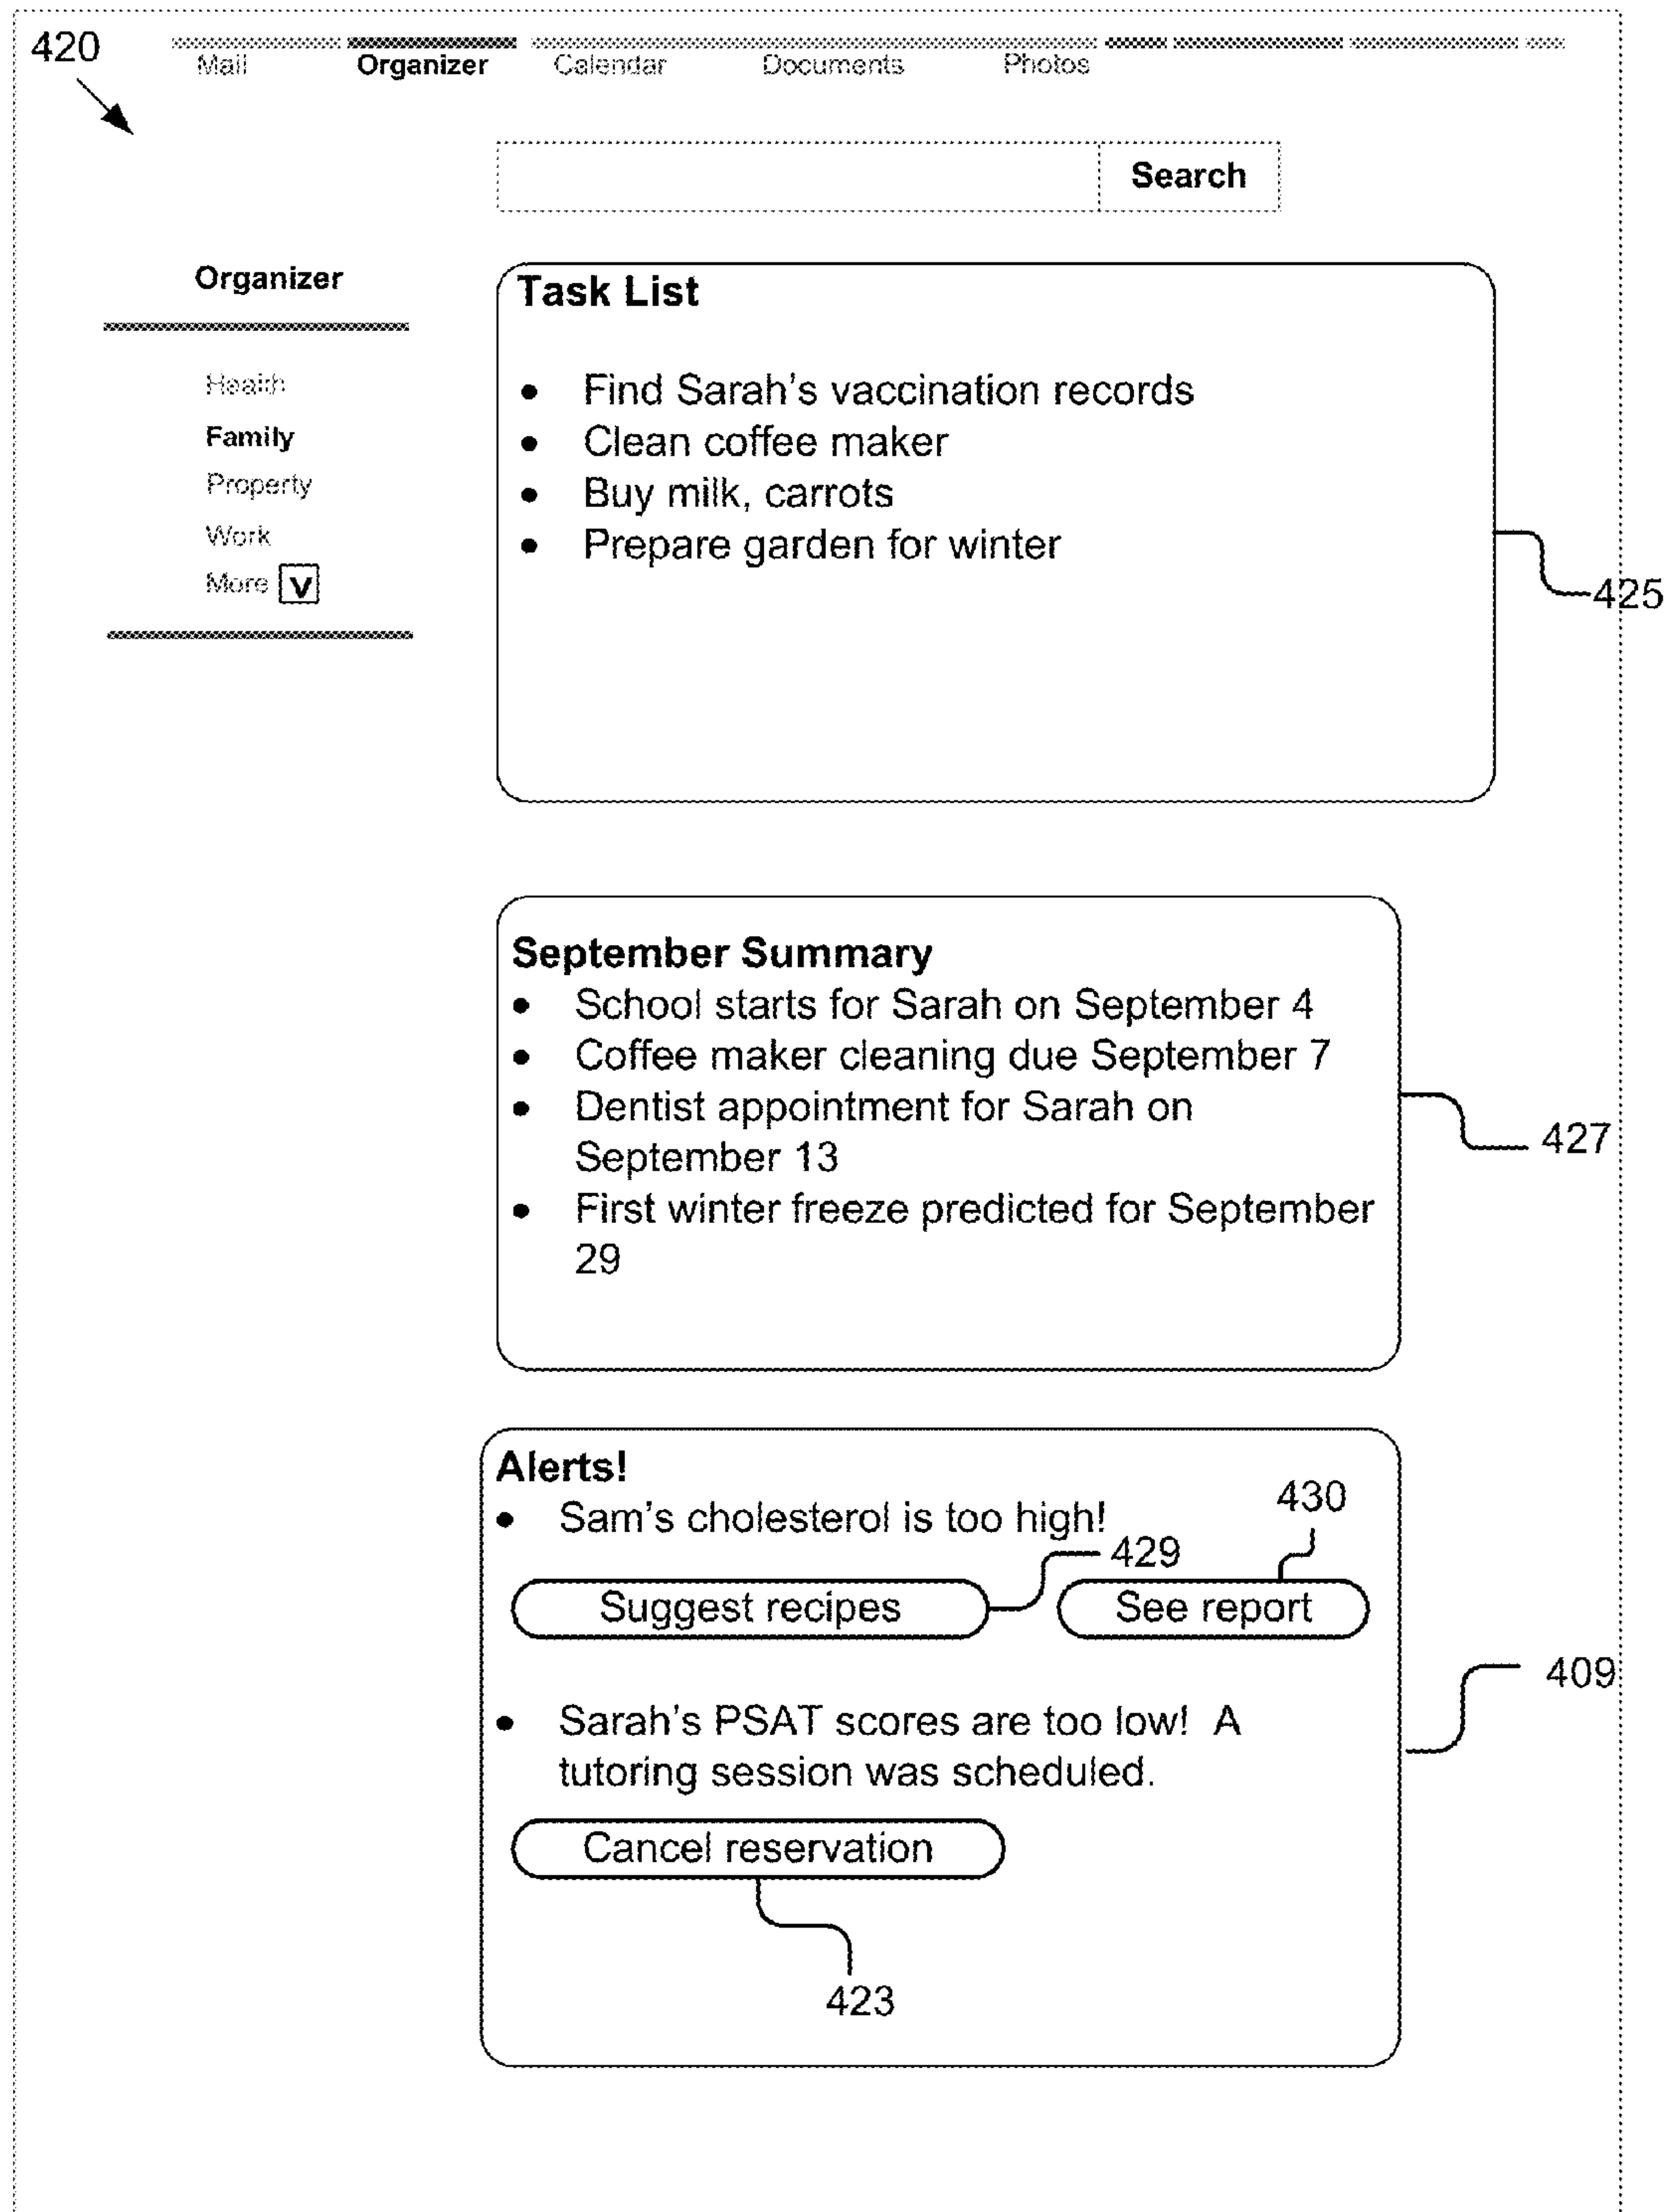 420
Mail Organizer Calendar Documents Photos
Search
Organizer
Health
Family
Property
Work
More V
Task List
• Find Sarah's vaccination records
• Clean coffee maker
• Buy milk, carrots
• Prepare garden for winter
425
September Summary
• School starts for Sarah on September 4
• Coffee maker cleaning due September 7
• Dentist appointment for Sarah on
September 13
• First winter freeze predicted for September
29
427
Alerts!
• Sam's cholesterol is too high!
430
429
Suggest recipes See report
409
• Sarah's PSAT scores are too low! A
tutoring session was scheduled.
Cancel reservation
423